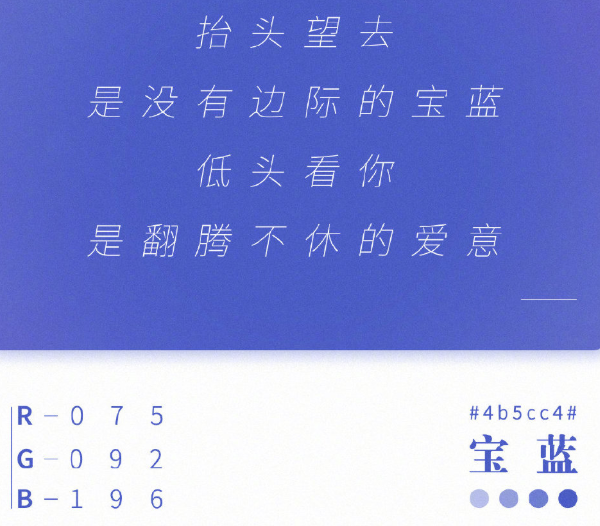 抬头望去
是没有边际的宝蓝
低头看你
是翻腾不休的爱意
R-075
G-092
B-196
#4b5cc4#
宝蓝